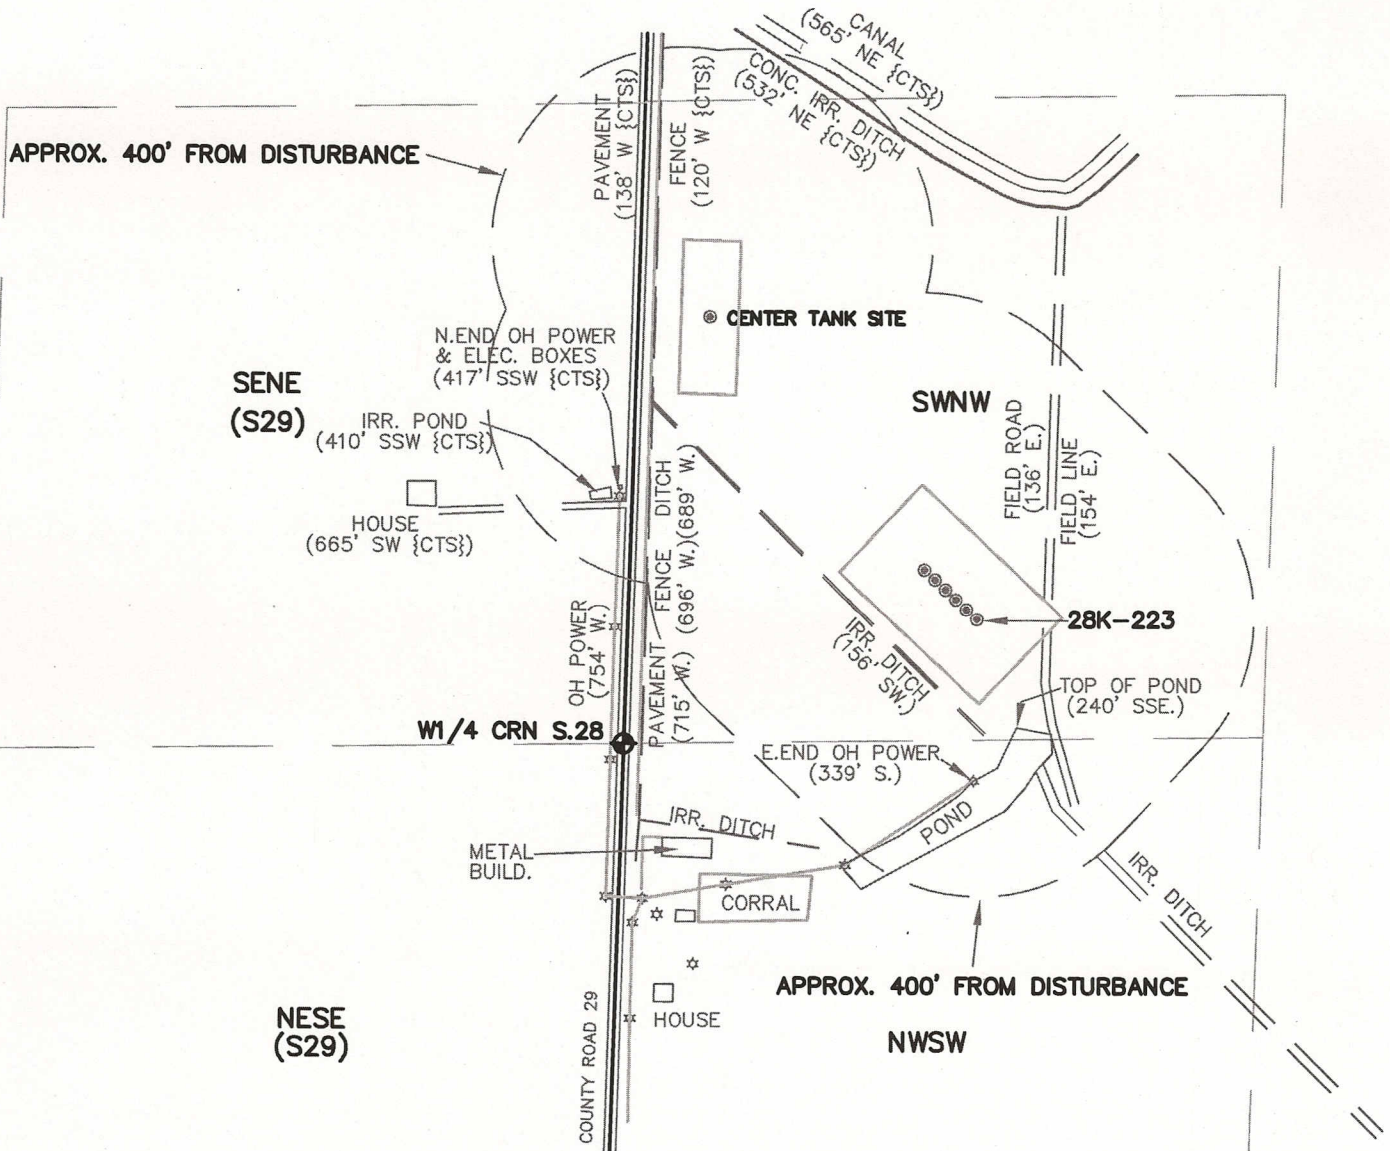 CANAL
(565' NE {CTS})
CONC. IRR. DITCH
(532' NE {CTS})
PAVEMENT
(138' W {CTS})
FENCE
(120' W {CTS})
APPROX. 400' FROM DISTURBANCE
CENTER TANK SITE
N.END OH POWER
& ELEC. BOXES
(417' SSW {CTS})
SENE
(S29)
IRR. POND
(410' SSW {CTS})
SWNW
FIELD ROAD
(136' E.)
FIELD LINE
(154' E.)
HOUSE
(665' SW {CTS})
DITCH
(689' W.)
FENCE
(696' W.)
PAVEMENT
(715' W.)
OH POWER
(754' W.)
28K-223
IRR. DITCH
(156' SW.)
TOP OF POND
(240' SSE.)
W1/4 CRN S.28
E.END OH POWER
(339' S.)
POND
IRR. DITCH
METAL
BUILD.
CORRAL
IRR. DITCH
APPROX. 400' FROM DISTURBANCE
HOUSE
NESE
(S29)
NWSW
COUNTY ROAD 29